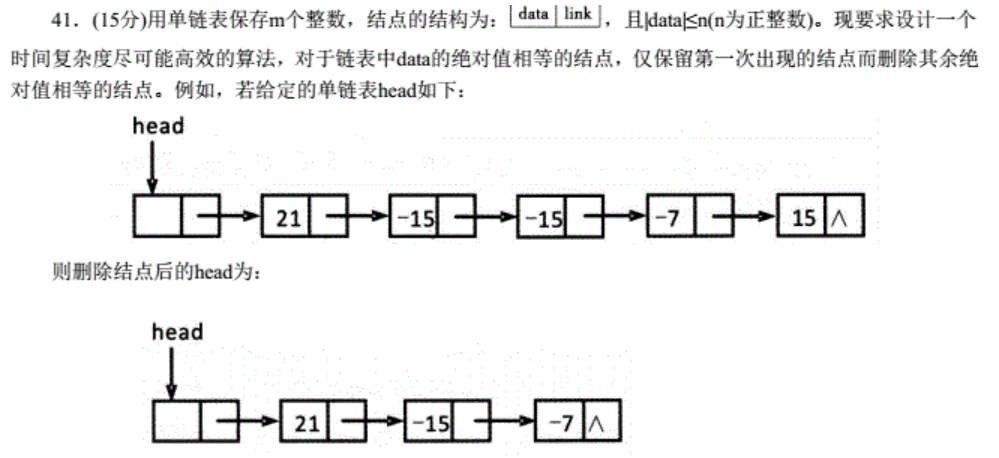 41．(15分)用单链表保存m个整数，结点的结构为：data link，且|data|≤n(n为正整数)。现要求设计一个
时间复杂度尽可能高效的算法，对于链表中data的绝对值相等的结点，仅保留第一次出现的结点而删除其余绝
对值相等的结点。例如，若给定的单链表head如下：
head
21 -15 -15 -7 15 ∧
则删除结点后的head为：
head
21 -15 -7 ∧